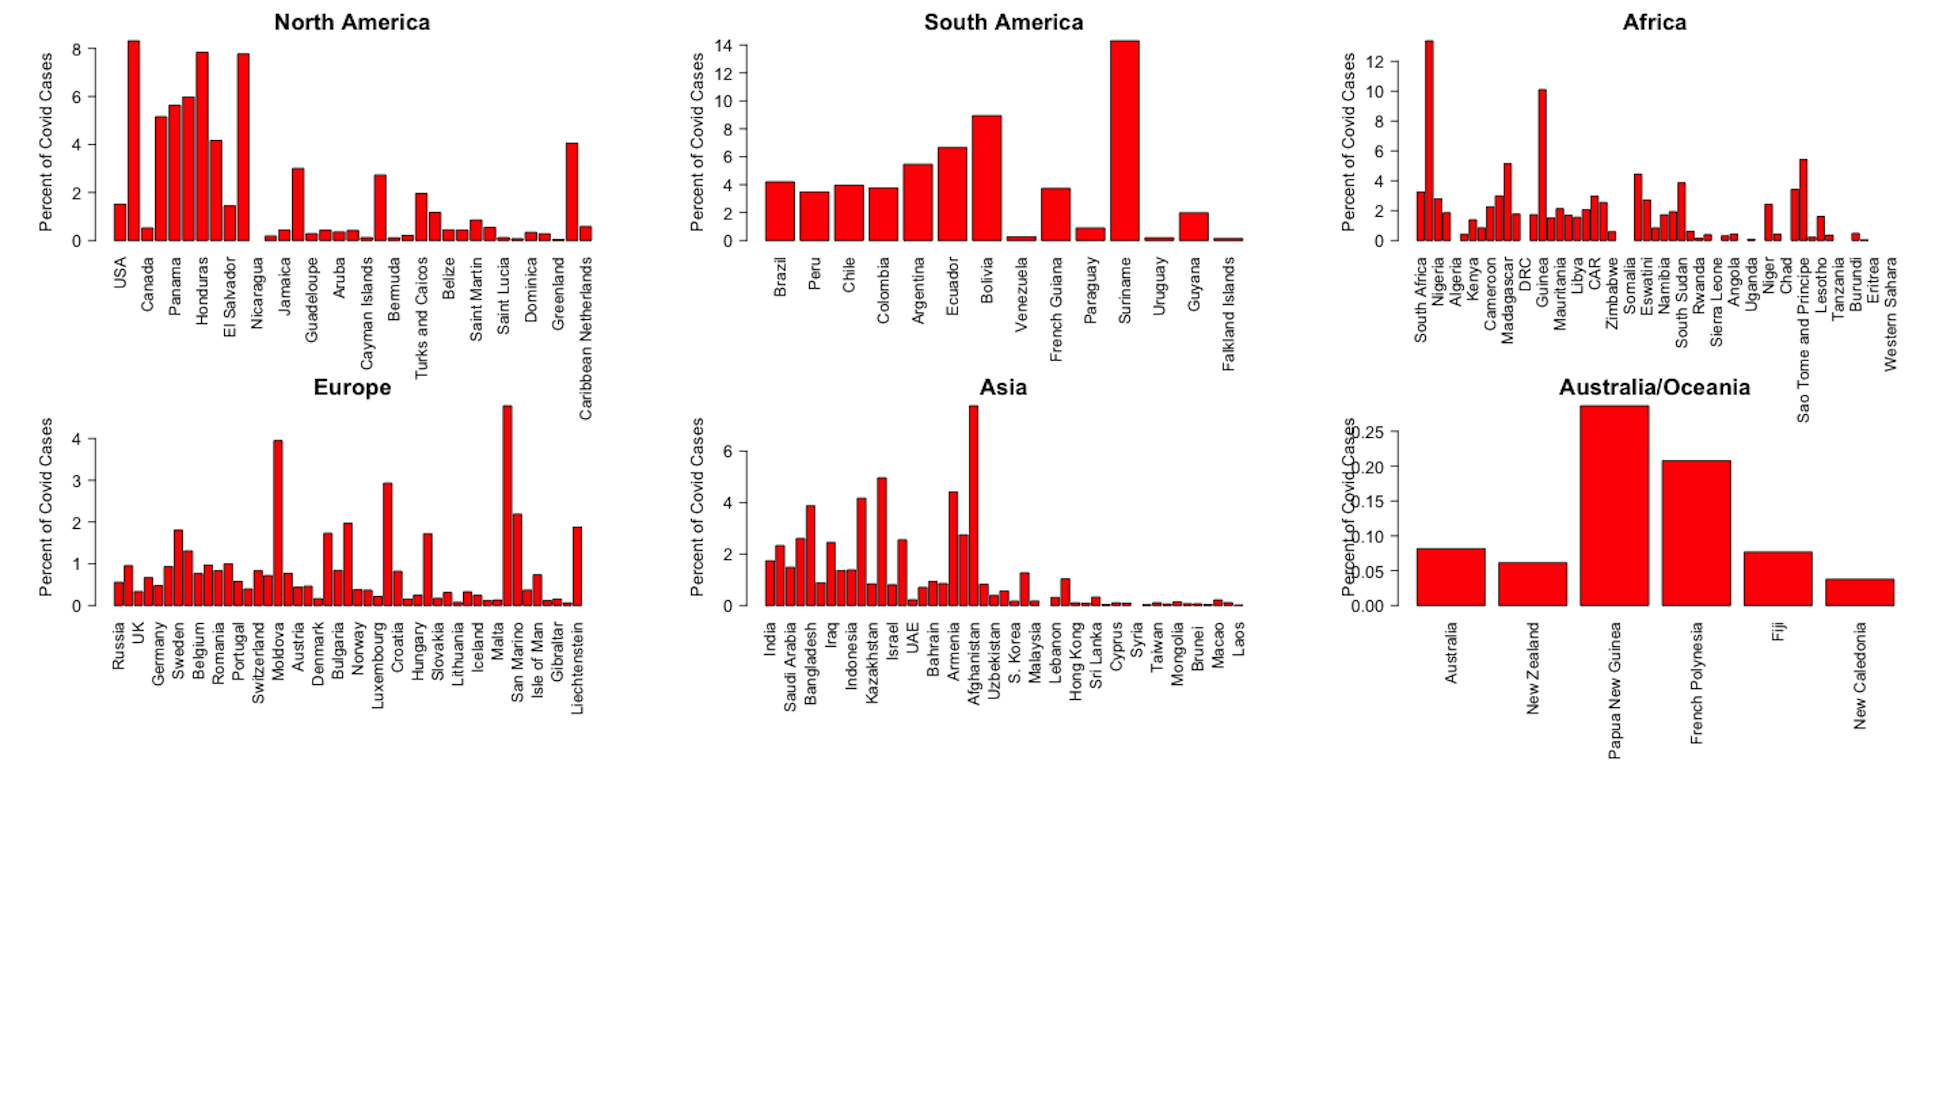 North America
Percent of Covid Cases
8
6
4
2
0
USA
Canada
Panama
Honduras
El Salvador
Nicaragua
Jamaica
Guadeloupe
Aruba
Cayman Islands
Bermuda
Turks and Caicos
Belize
Saint Martin
Saint Lucia
Dominica
Greenland
Caribbean Netherlands
South America
Percent of Covid Cases
14
12
10
8
6
4
2
0
Brazil
Peru
Chile
Colombia
Argentina
Ecuador
Bolivia
Venezuela
French Guiana
Paraguay
Suriname
Uruguay
Guyana
Falkland Islands
Africa
Percent of Covid Cases
12
10
8
6
4
2
0
South Africa
Nigeria
Algeria
Kenya
Cameroon
Madagascar
DRC
Guinea
Mauritania
Libya
CAR
Zimbabwe
Somalia
Eswatini
Namibia
South Sudan
Rwanda
Sierra Leone
Angola
Uganda
Niger
Chad
Sao Tome and Principe
Lesotho
Tanzania
Burundi
Eritrea
Western Sahara
Europe
Percent of Covid Cases
4
3
2
1
0
Russia
UK
Germany
Sweden
Belgium
Romania
Portugal
Switzerland
Moldova
Austria
Denmark
Bulgaria
Norway
Luxembourg
Croatia
Hungary
Slovakia
Lithuania
Iceland
Malta
San Marino
Isle of Man
Gibraltar
Liechtenstein
Asia
Percent of Covid Cases
6
4
2
0
India
Saudi Arabia
Bangladesh
Iraq
Indonesia
Kazakhstan
Israel
UAE
Bahrain
Armenia
Afghanistan
Uzbekistan
S. Korea
Malaysia
Lebanon
Hong Kong
Sri Lanka
Cyprus
Syria
Taiwan
Mongolia
Brunei
Macao
Laos
Australia/Oceania
Percent of Covid Cases
0.25
0.20
0.15
0.10
0.05
0.00
Australia
New Zealand
Papua New Guinea
French Polynesia
Fiji
New Caledonia